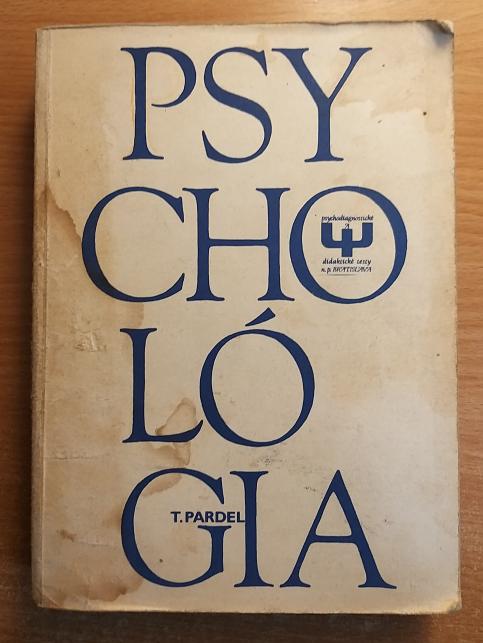 PSY
CHO
psychodiagnostické
A
didaktické testy
n. p. BRATISLAVA
LÓ
T. PARDEL
GIA